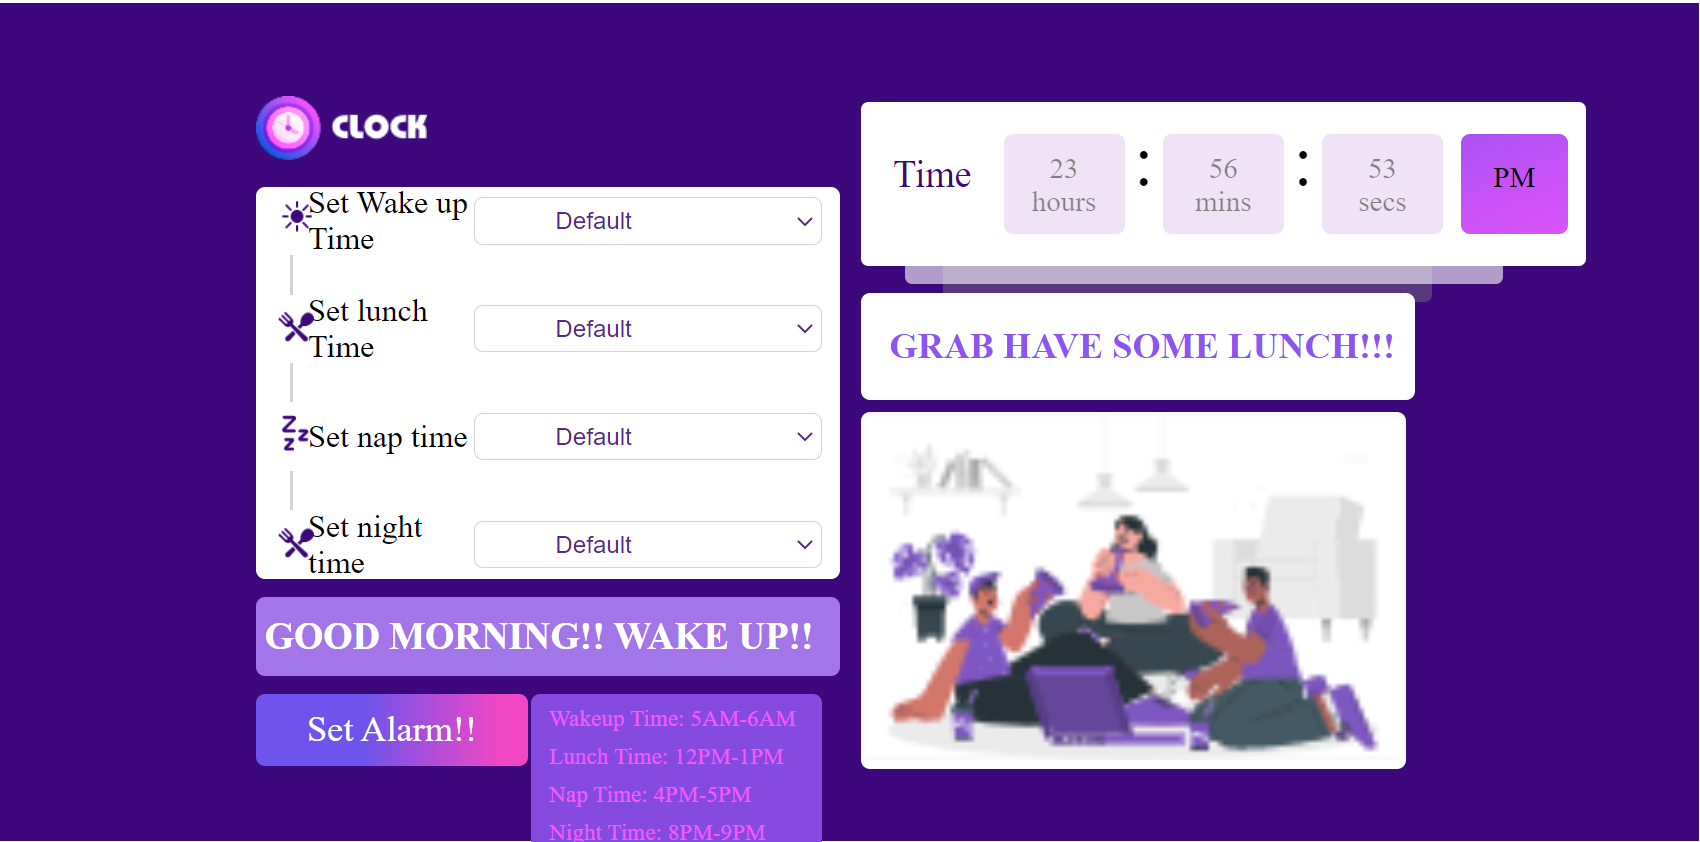 CLOCK
Set Wake up
Time
Default
Set lunch
Time
Default
Set nap time
Default
Set night
time
Default
GOOD MORNING!! WAKE UP!!
Set Alarm!!
Wakeup Time: 5AM-6AM
Lunch Time: 12PM-1PM
Nap Time: 4PM-5PM
Night Time: 8PM-9PM
Time
23
hours
:
56
mins
:
53
secs
PM
GRAB HAVE SOME LUNCH!!!